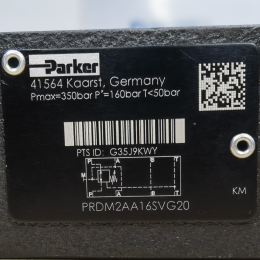 Parker
41564 Kaarst, Germany
Pmax=350bar P'=160bar T<50bar
PTS ID: G35J9KWY
P A B T
M
P A B T
KM
PRDM2AA16SVG20